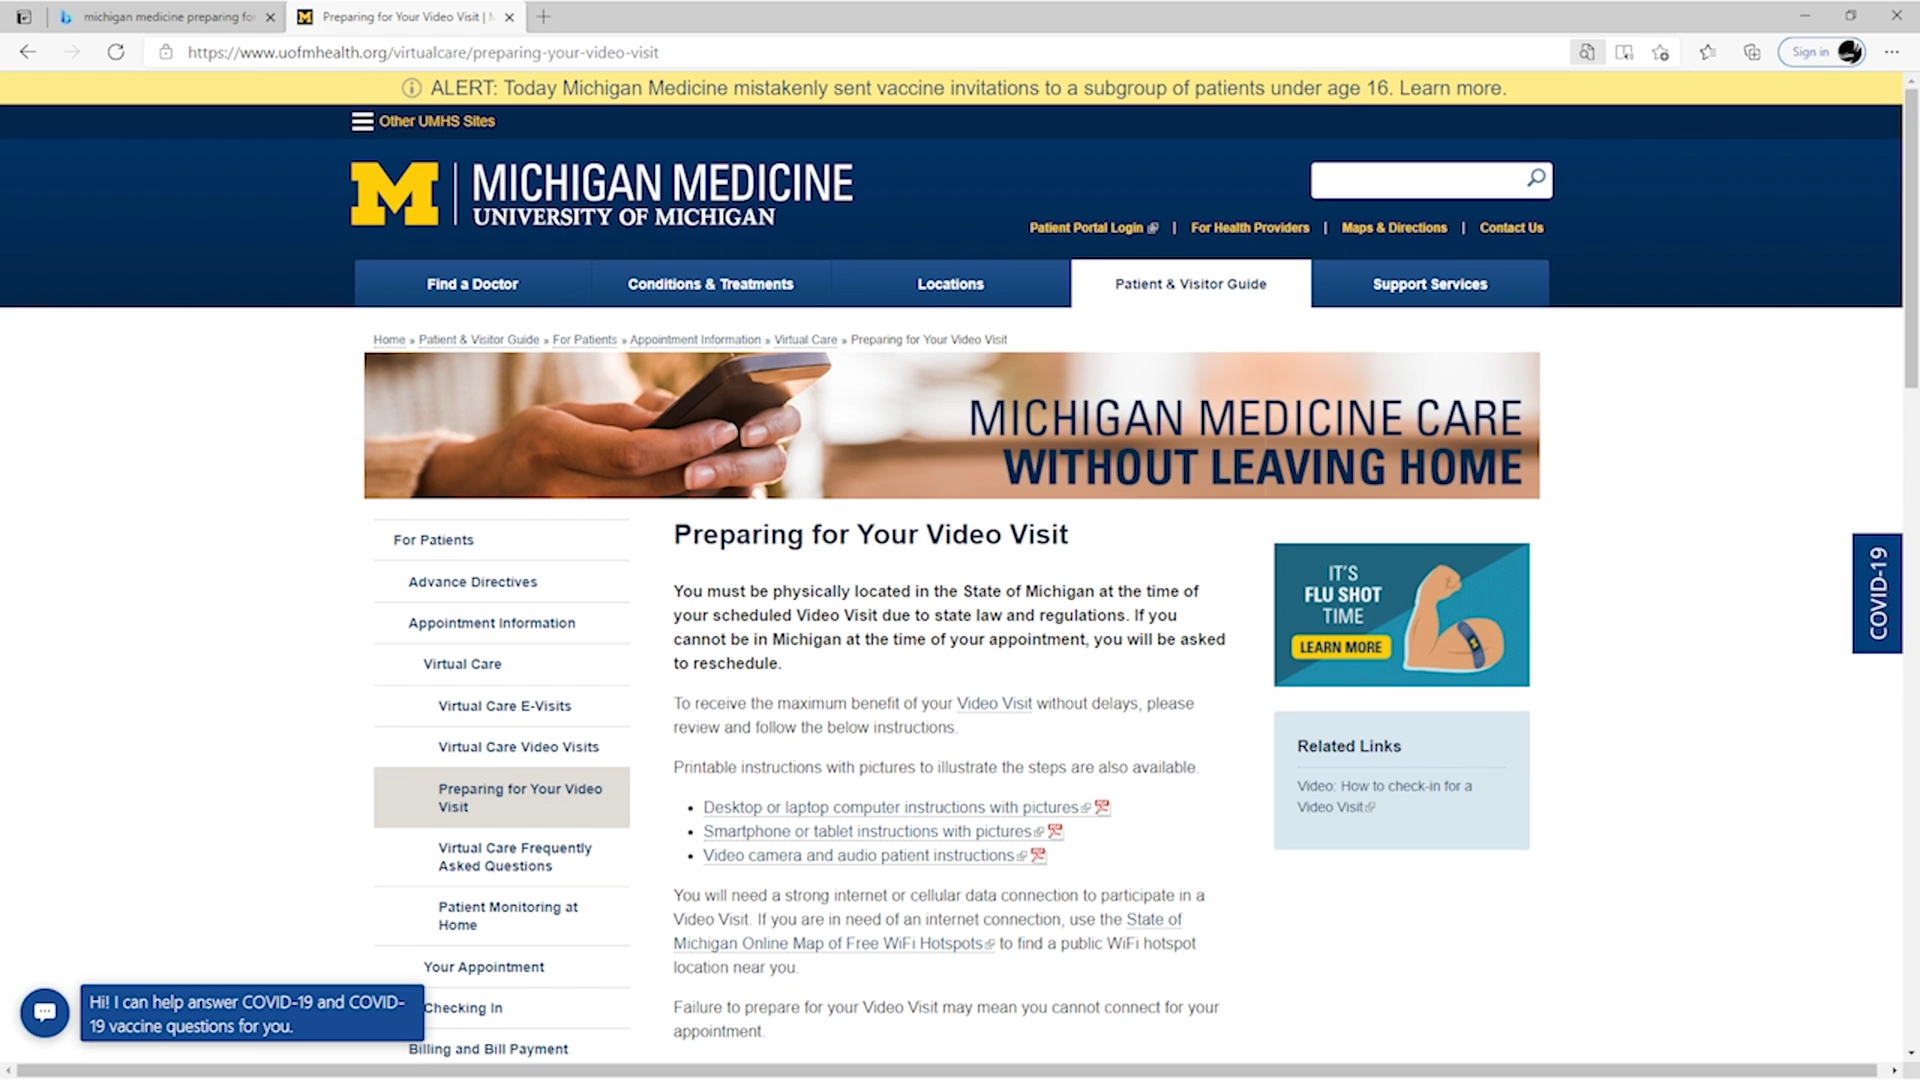 michigan medicine preparing for
Preparing for Your Video Visit |
https://www.uofmhealth.org/virtualcare/preparing-your-video-visit
Sign in
ALERT: Today Michigan Medicine mistakenly sent vaccine invitations to a subgroup of patients under age 16. Learn more.
Other UMHS Sites
M
MICHIGAN MEDICINE
UNIVERSITY OF MICHIGAN
Patient Portal Login | For Health Providers | Maps & Directions | Contact Us
Find a Doctor
Conditions & Treatments
Locations
Patient & Visitor Guide
Support Services
Home » Patient & Visitor Guide » For Patients » Appointment Information » Virtual Care » Preparing for Your Video Visit
MICHIGAN MEDICINE CARE
WITHOUT LEAVING HOME
For Patients
Advance Directives
Appointment Information
Virtual Care
Virtual Care E-Visits
Virtual Care Video Visits
Preparing for Your Video
Visit
Virtual Care Frequently
Asked Questions
Patient Monitoring at
Home
Your Appointment
Checking In
Billing and Bill Payment
Preparing for Your Video Visit
You must be physically located in the State of Michigan at the time of
your scheduled Video Visit due to state law and regulations. If you
cannot be in Michigan at the time of your appointment, you will be asked
to reschedule.
To receive the maximum benefit of your Video Visit without delays, please
review and follow the below instructions.
Printable instructions with pictures to illustrate the steps are also available.
• Desktop or laptop computer instructions with pictures
• Smartphone or tablet instructions with pictures
• Video camera and audio patient instructions
You will need a strong internet or cellular data connection to participate in a
Video Visit. If you are in need of an internet connection, use the State of
Michigan Online Map of Free WiFi Hotspots to find a public WiFi hotspot
location near you.
Failure to prepare for your Video Visit may mean you cannot connect for your
appointment.
IT'S
FLU SHOT
TIME
LEARN MORE
Related Links
Video: How to check-in for a
Video Visit
COVID-19
Hi! I can help answer COVID-19 and COVID-
19 vaccine questions for you.